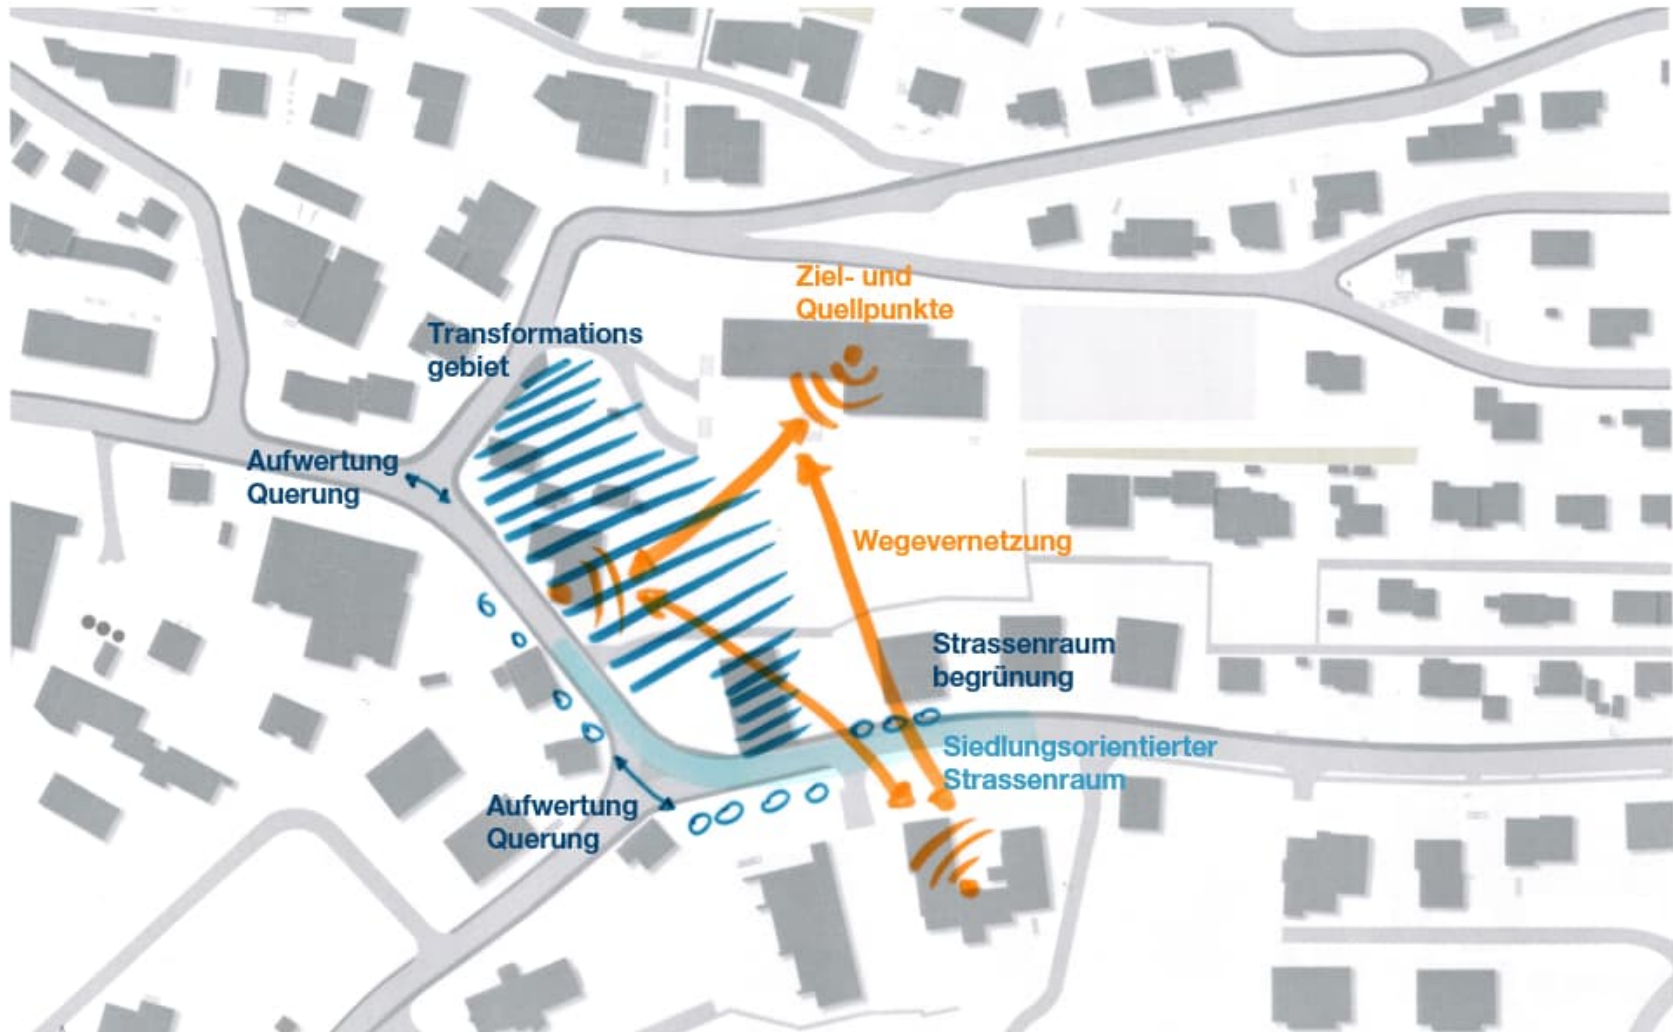 Ziel- und
Quellpunkte
Transformations
gebiet
Aufwertung
Querung
Wegevernetzung
Strassenraum
begrünung
Siedlungsorientierter
Strassenraum
Aufwertung
Querung